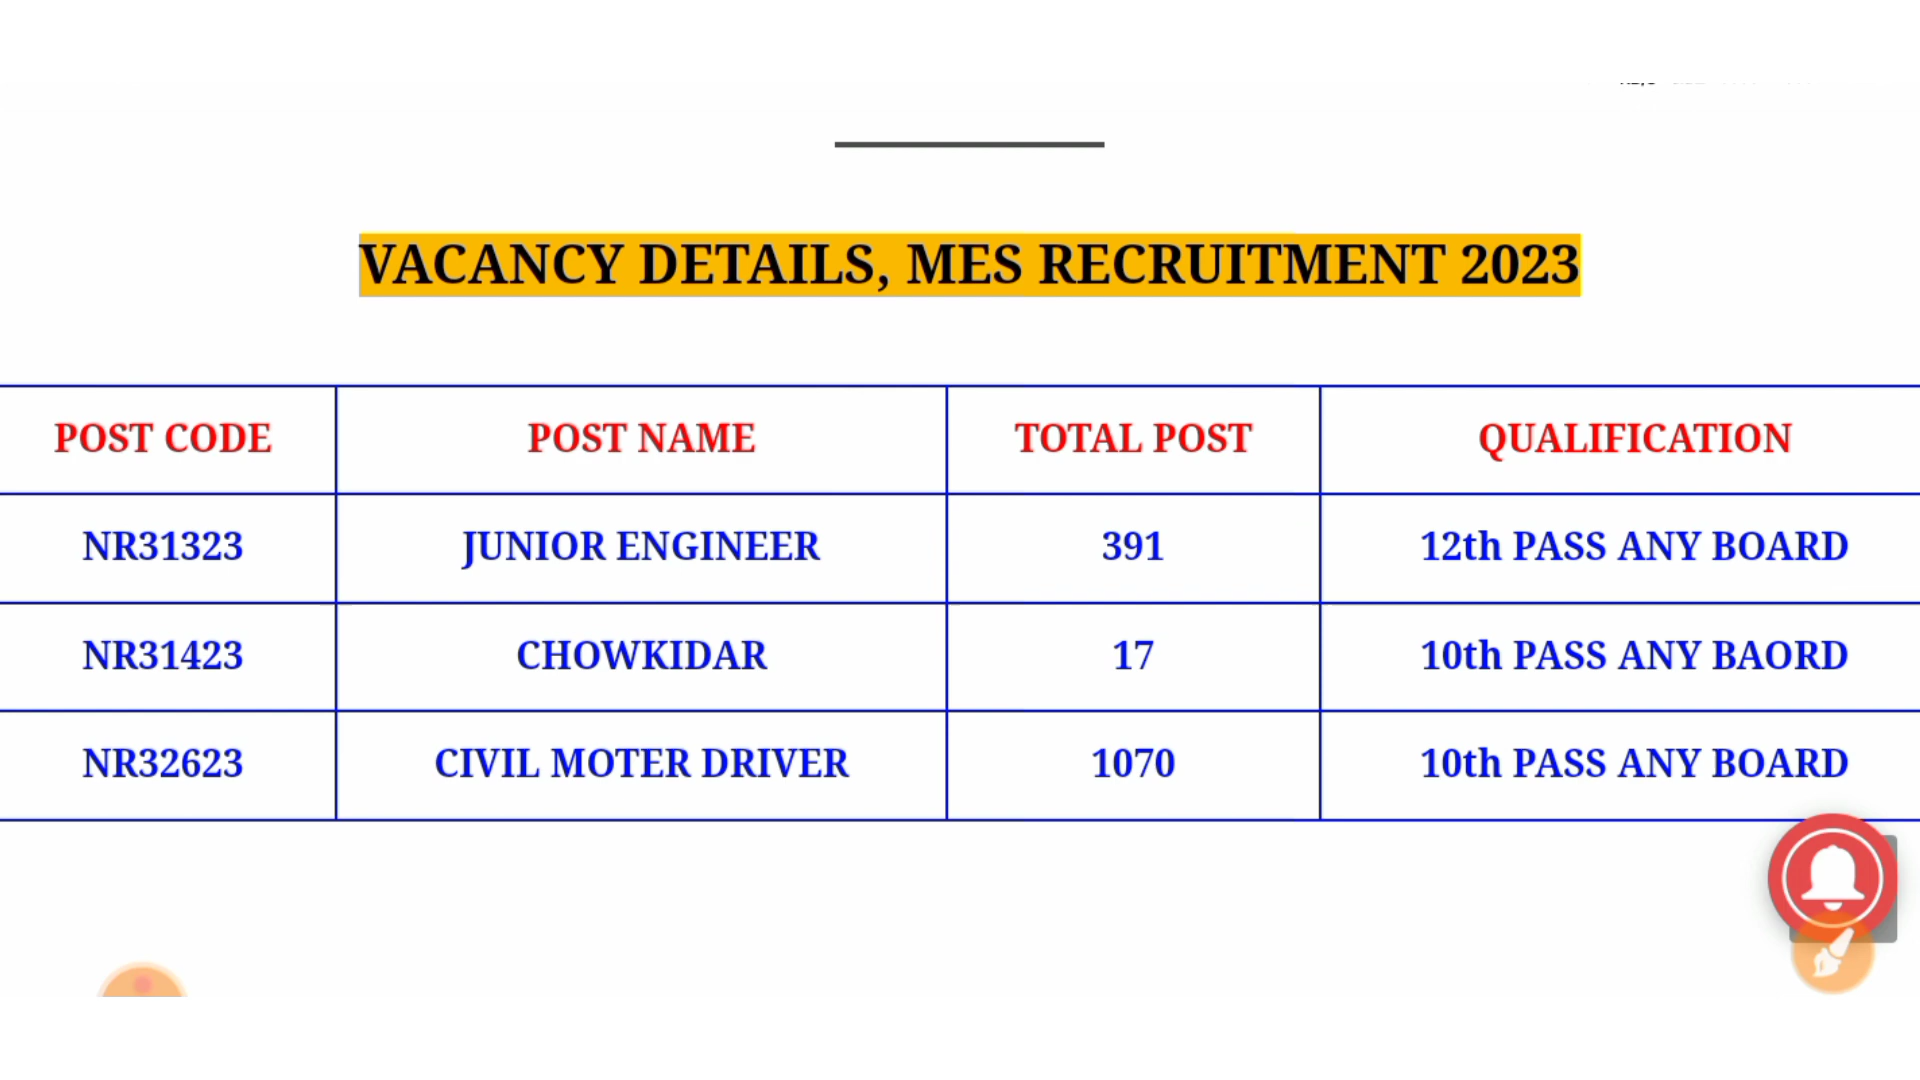 VACANCY DETAILS, MES RECRUITMENT 2023
POST CODE POST NAME TOTAL POST QUALIFICATION
NR31323 JUNIOR ENGINEER 391 12th PASS ANY BOARD
NR31423 CHOWKIDAR 17 10th PASS ANY BAORD
NR32623 CIVIL MOTER DRIVER 1070 10th PASS ANY BOARD